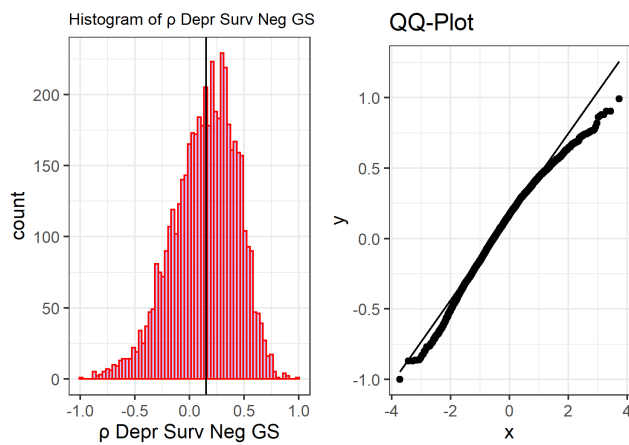 Histogram of ρ Depr Surv Neg GS
count
200
150
100
50
0
-1.0 -0.5 0.0 0.5 1.0
ρ Depr Surv Neg GS
QQ-Plot
y
1.0
0.5
0.0
-0.5
-1.0
-4 -2 0 2 4
x